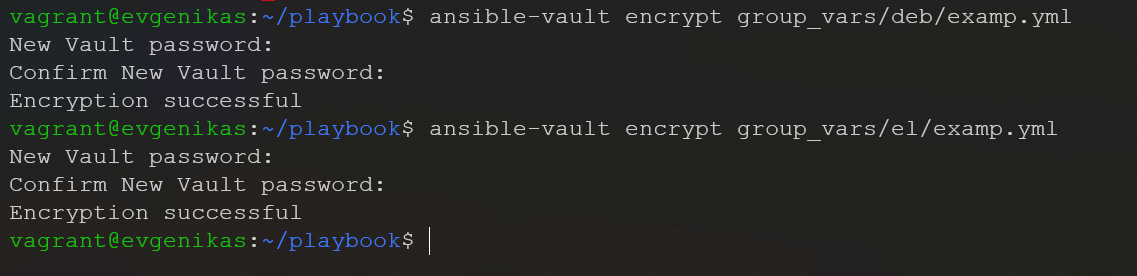 vagrant@evgenikas:~/playbook$ ansible-vault encrypt group_vars/deb/examp.yml
New Vault password:
Confirm New Vault password:
Encryption successful
vagrant@evgenikas:~/playbook$ ansible-vault encrypt group_vars/el/examp.yml
New Vault password:
Confirm New Vault password:
Encryption successful
vagrant@evgenikas:~/playbook$